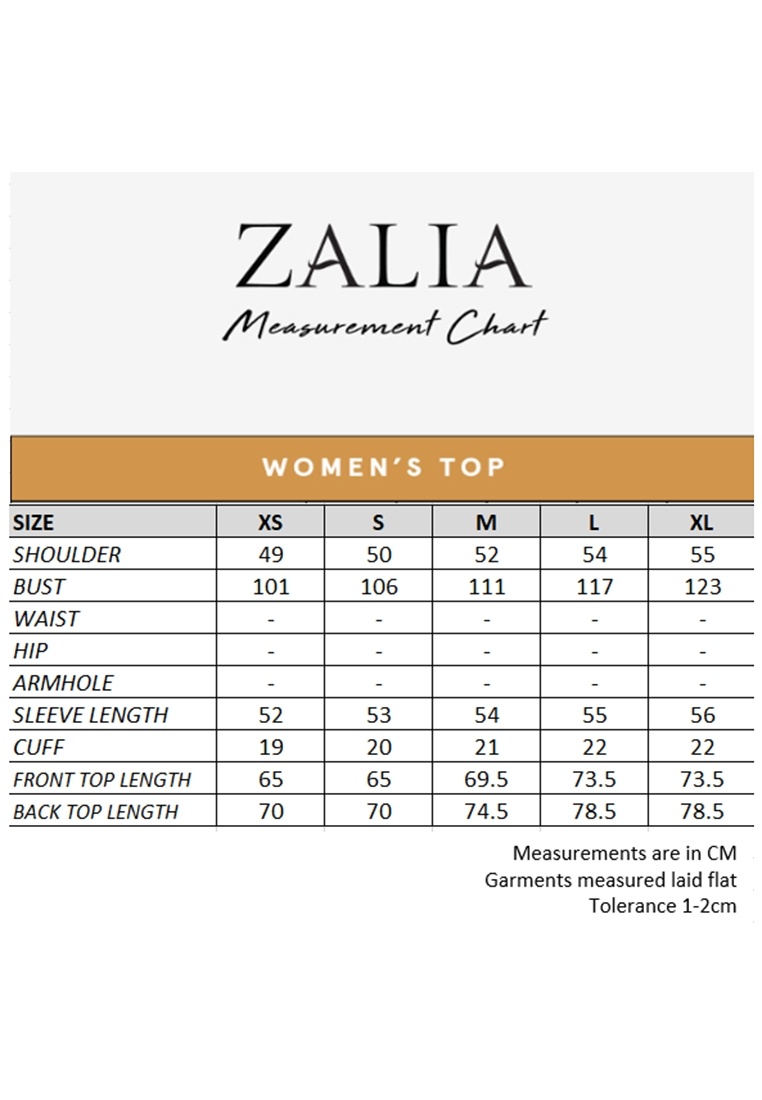 ZALIA
Measurement Chart
WOMEN'S TOP
SIZE XS S M L XL
SHOULDER 49 50 52 54 55
BUST 101 106 111 117 123
WAIST - - - - -
HIP - - - - -
ARMHOLE - - - - -
SLEEVE LENGTH 52 53 54 55 56
CUFF 19 20 21 22 22
FRONT TOP LENGTH 65 65 69.5 73.5 73.5
BACK TOP LENGTH 70 70 74.5 78.5 78.5
Measurements are in CM
Garments measured laid flat
Tolerance 1-2cm